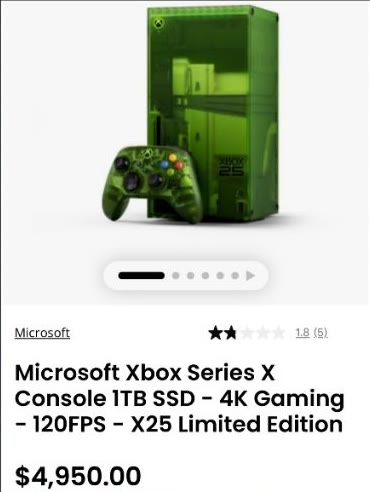 XBOX
25
Microsoft
1.8 (5)
Microsoft Xbox Series X
Console 1TB SSD - 4K Gaming
- 120FPS - X25 Limited Edition
$4,950.00